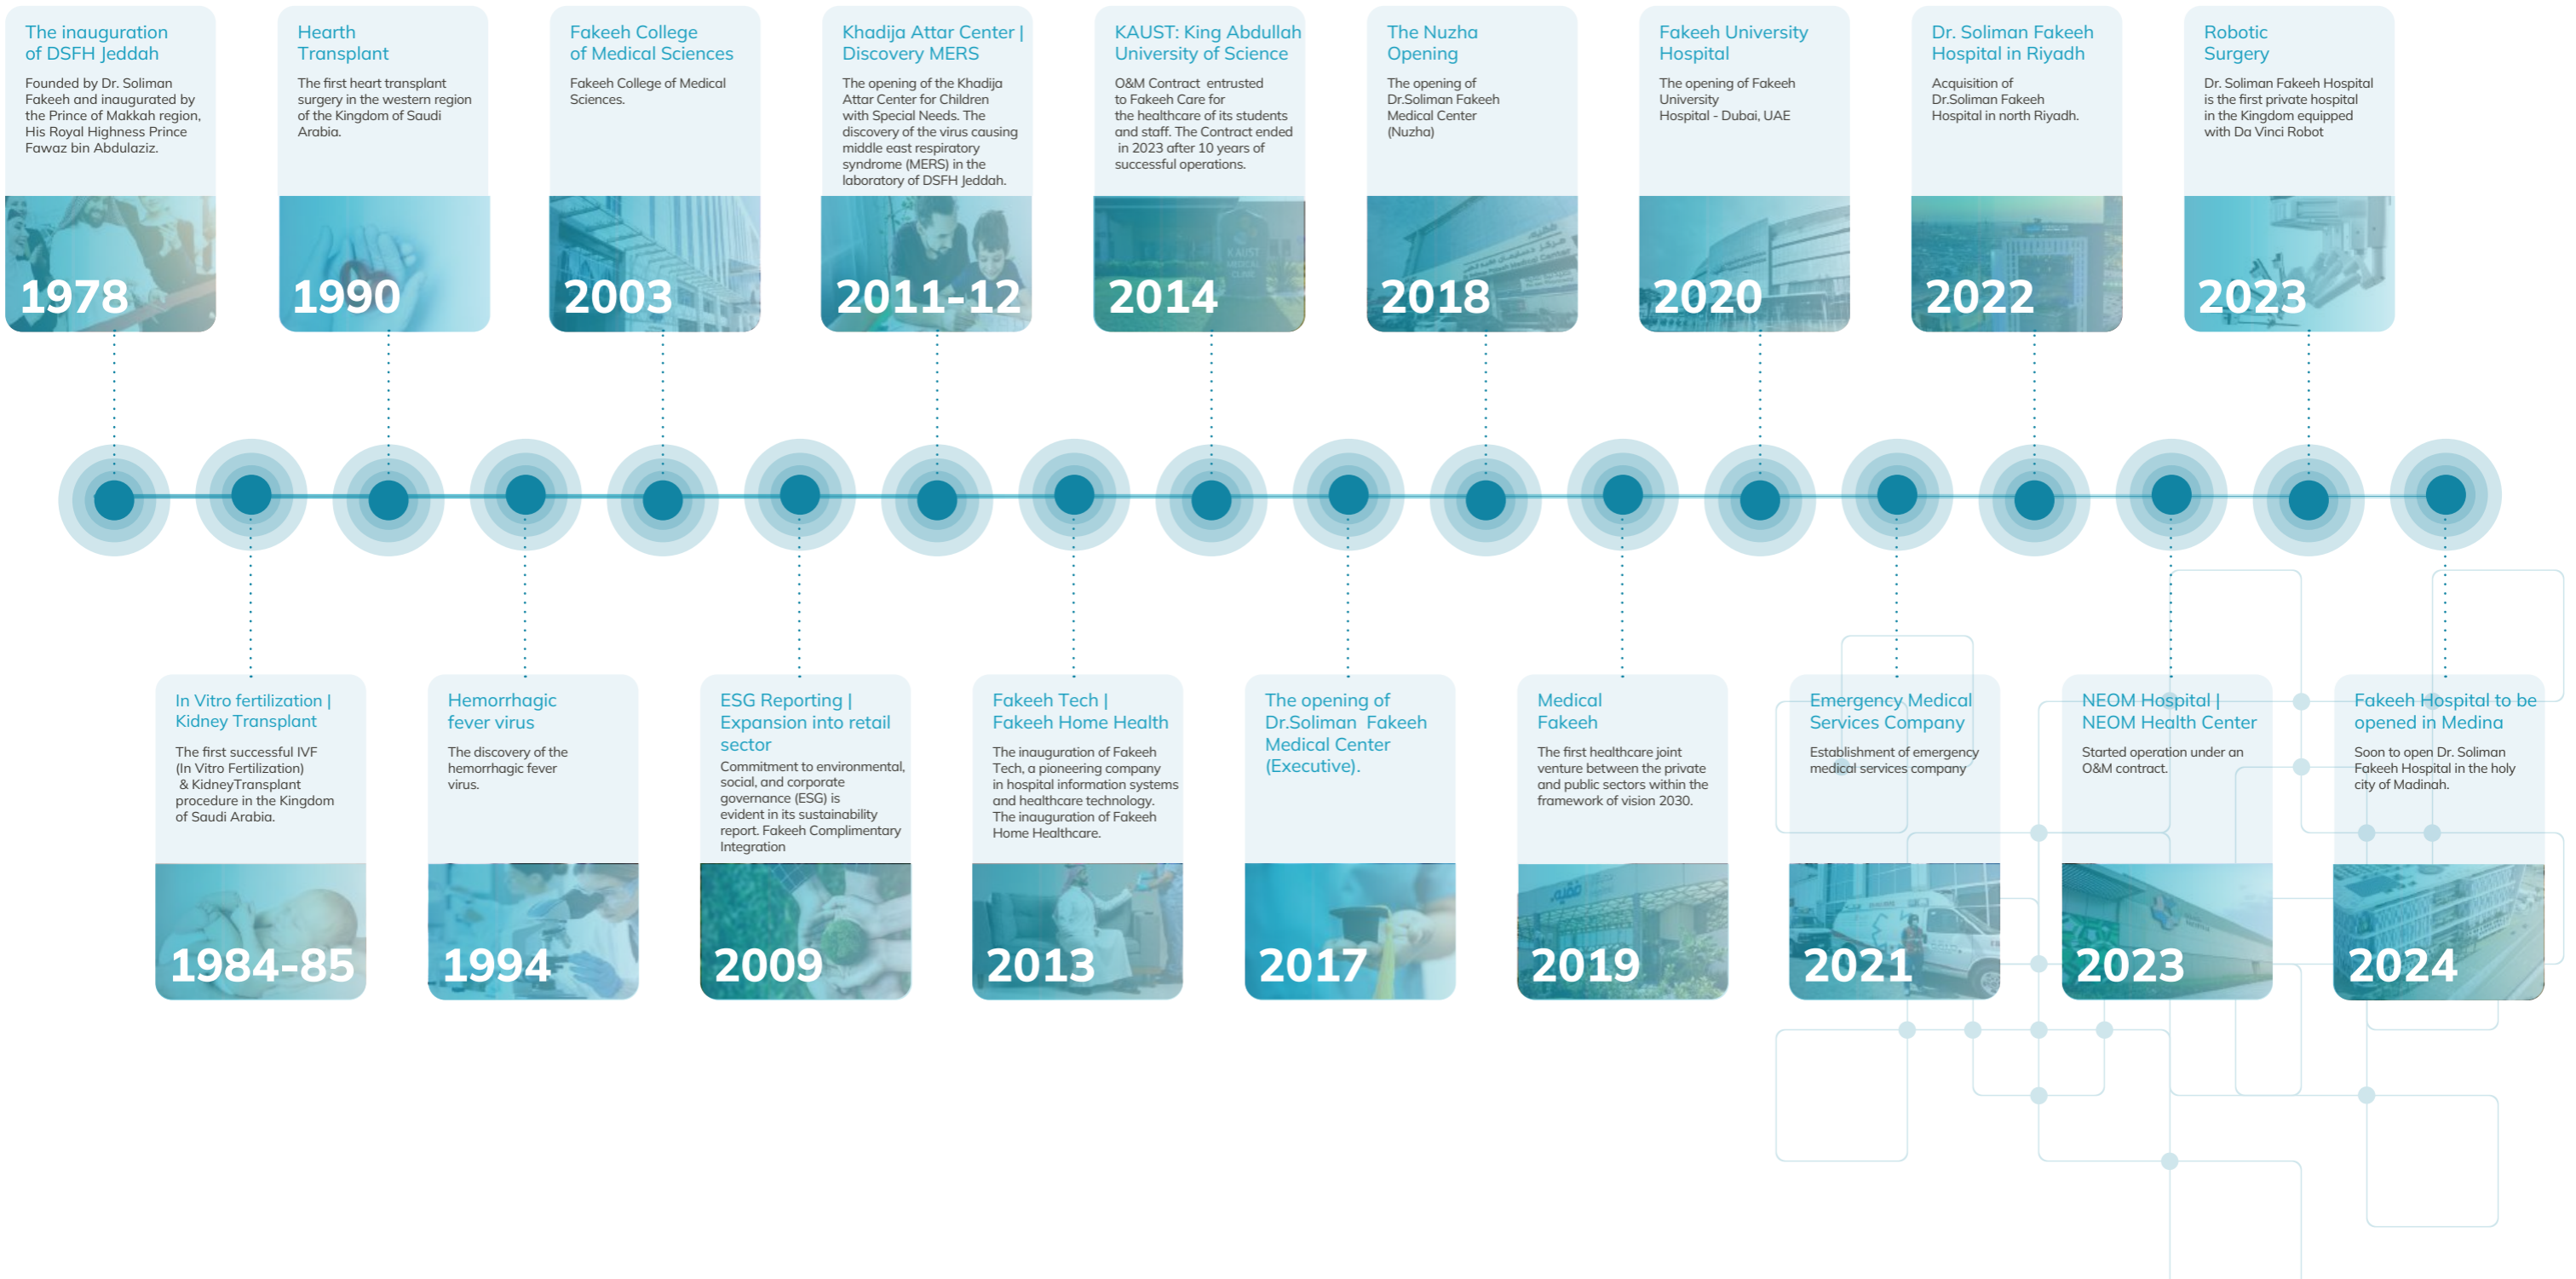 The inauguration
of DSFH Jeddah
Founded by Dr. Soliman
Fakeeh and inaugurated by
the Prince of Makkah region,
His Royal Highness Prince
Fawaz bin Abdulaziz.
1978
Hearth
Transplant
The first heart transplant
surgery in the western region
of the Kingdom of Saudi
Arabia.
1990
Fakeeh College
of Medical Sciences
Fakeeh College of Medical
Sciences.
2003
Khadija Attar Center |
Discovery MERS
The opening of the Khadija
Attar Center for Children
with Special Needs. The
discovery of the virus causing
middle east respiratory
syndrome (MERS) in the
laboratory of DSFH Jeddah.
2011-12
KAUST: King Abdullah
University of Science
O&M Contract  entrusted
to Fakeeh Care for
the healthcare of its students
and staff. The Contract ended
in 2023 after 10 years of
successful operations.
KAUST
2014
The Nuzha
Opening
The opening of
Dr.Soliman Fakeeh
Medical Center
(Nuzha)
2018
Fakeeh University
Hospital
The opening of Fakeeh
University
Hospital - Dubai, UAE
2020
Dr. Soliman Fakeeh
Hospital in Riyadh
Acquisition of
Dr.Soliman Fakeeh
Hospital in north Riyadh.
2022
Robotic
Surgery
Dr. Soliman Fakeeh Hospital
is the first private hospital
in the Kingdom equipped
with Da Vinci Robot
2023
In Vitro fertilization |
Kidney Transplant
The first successful IVF
(In Vitro Fertilization)
& KidneyTransplant
procedure in the Kingdom
of Saudi Arabia.
1984-85
Hemorrhagic
fever virus
The discovery of the
hemorrhagic fever
virus.
1994
ESG Reporting |
Expansion into retail
sector
Commitment to environmental,
social, and corporate
governance (ESG) is
evident in its sustainability
report. Fakeeh Complimentary
Integration
2009
Fakeeh Tech |
Fakeeh Home Health
The inauguration of Fakeeh
Tech, a pioneering company
in hospital information systems
and healthcare technology.
The inauguration of Fakeeh
Home Healthcare.
2013
The opening of
Dr.Soliman  Fakeeh
Medical Center
(Executive).
2017
Medical
Fakeeh
The first healthcare joint
venture between the private
and public sectors within the
framework of vision 2030.
فقيه
2019
Emergency Medical
Services Company
Establishment of emergency
medical services company
2021
NEOM Hospital |
NEOM Health Center
Started operation under an
O&M contract.
2023
Fakeeh Hospital to be
opened in Medina
Soon to open Dr. Soliman
Fakeeh Hospital in the holy
city of Madinah.
2024